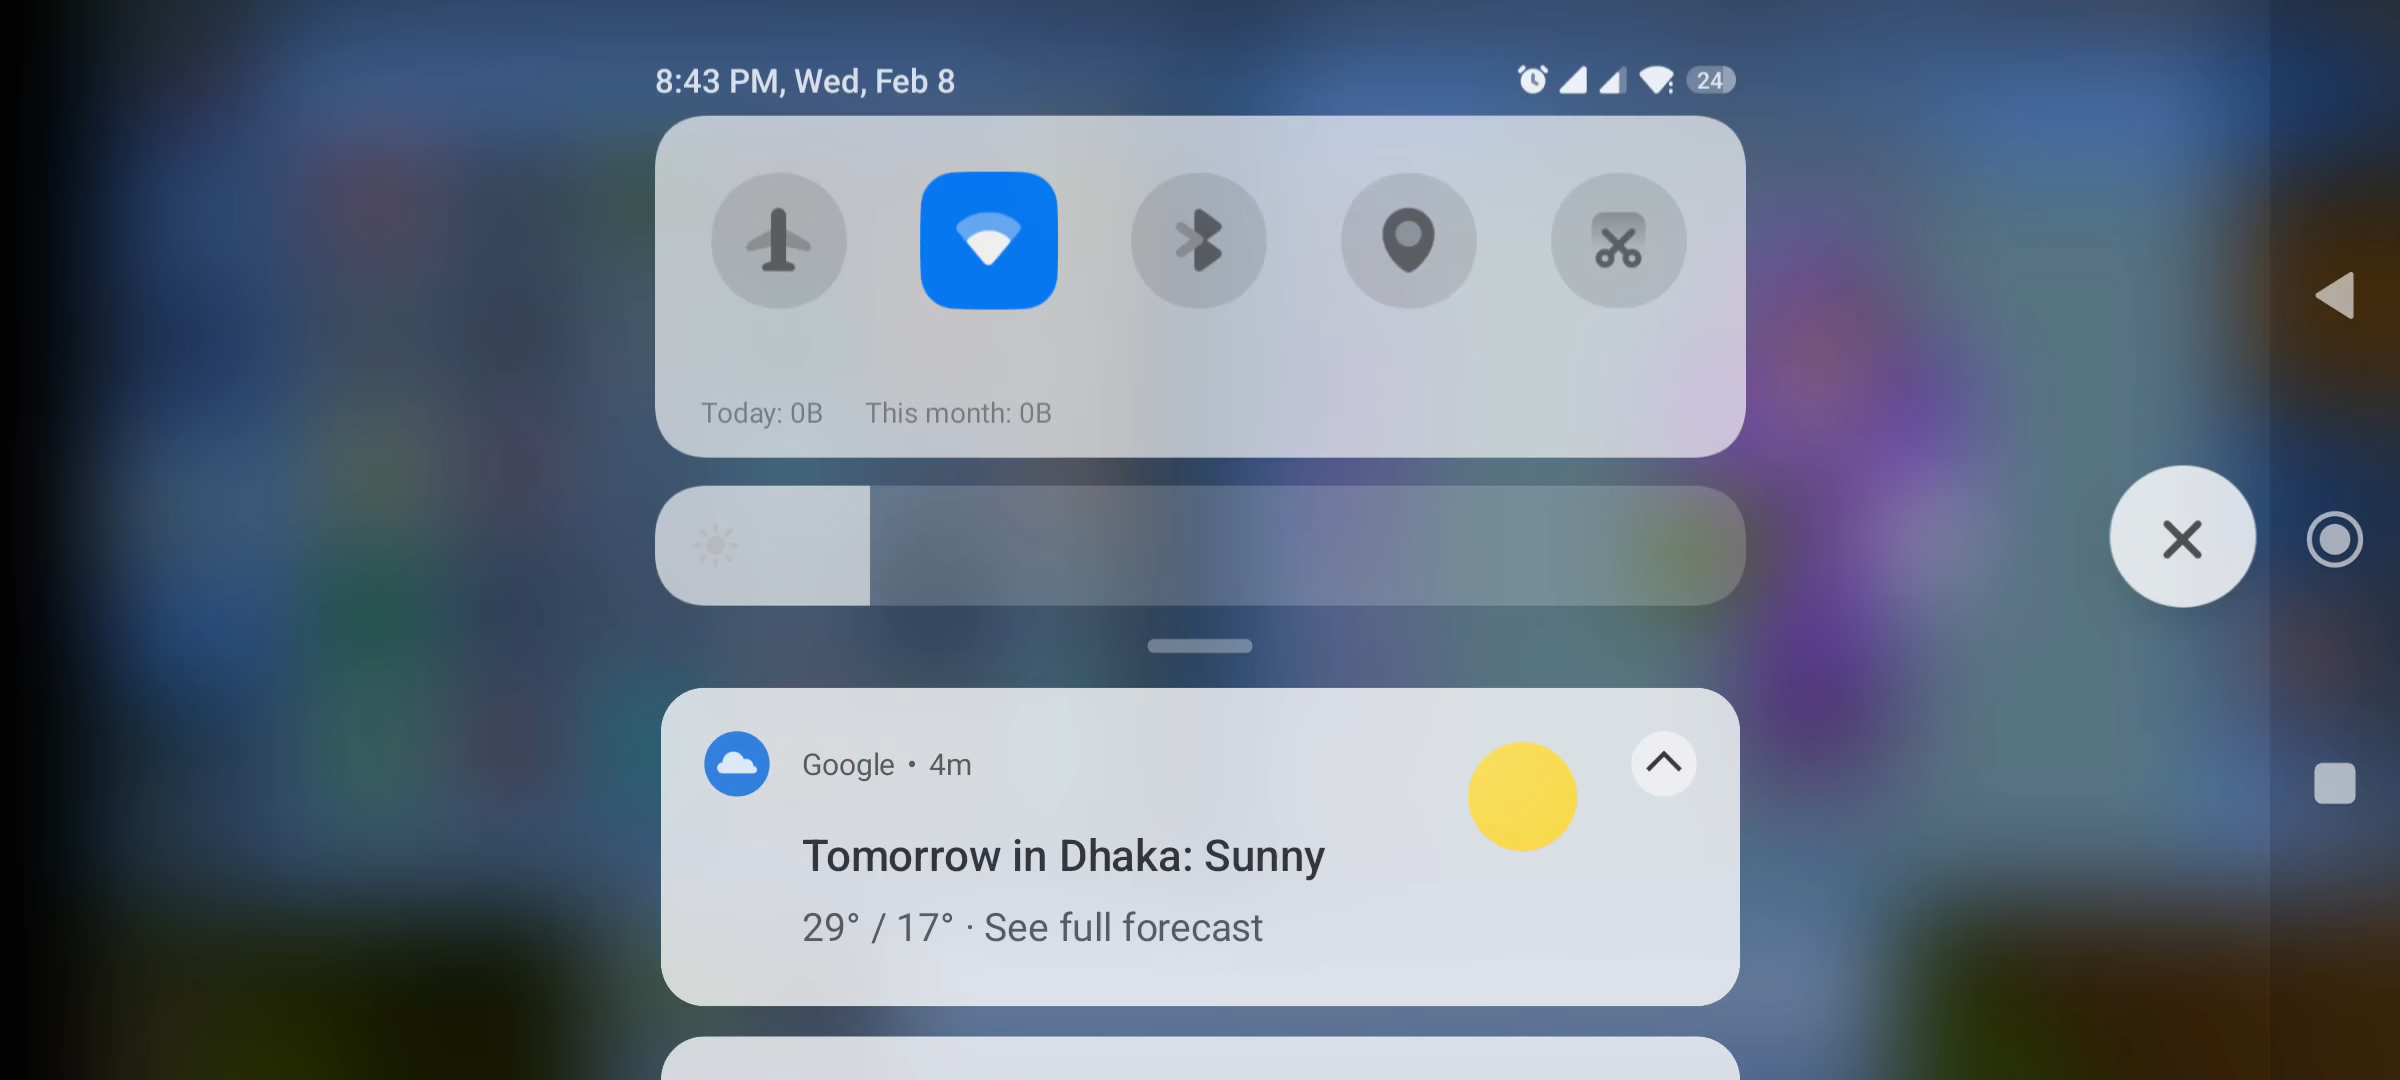 8:43 PM, Wed, Feb 8
24
Today: 0B This month: 0B
Google • 4m
Tomorrow in Dhaka: Sunny
29° / 17° · See full forecast